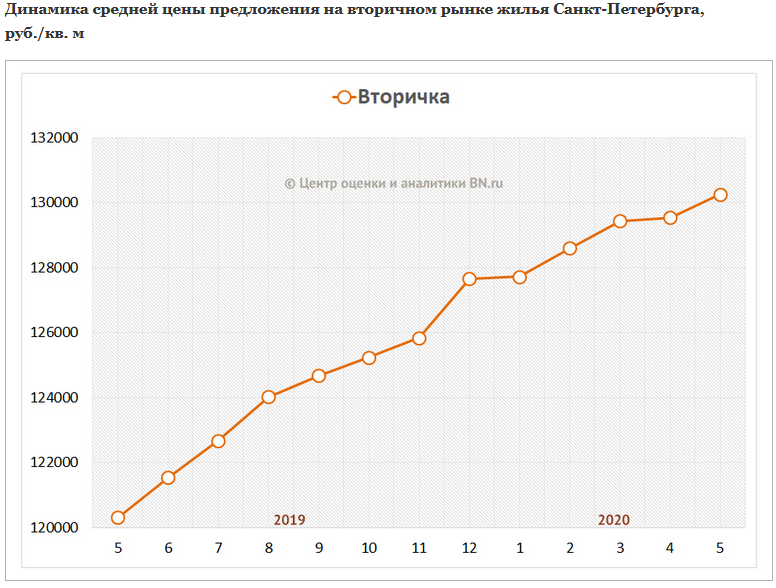 Динамика средней цены предложения на вторичном рынке жилья Санкт-Петербурга,
руб./кв. м
Вторичка
132000
© Центр оценки и аналитики BN.ru
130000
128000
126000
124000
122000
120000
2019 2020
5 6 7 8 9 10 11 12 1 2 3 4 5